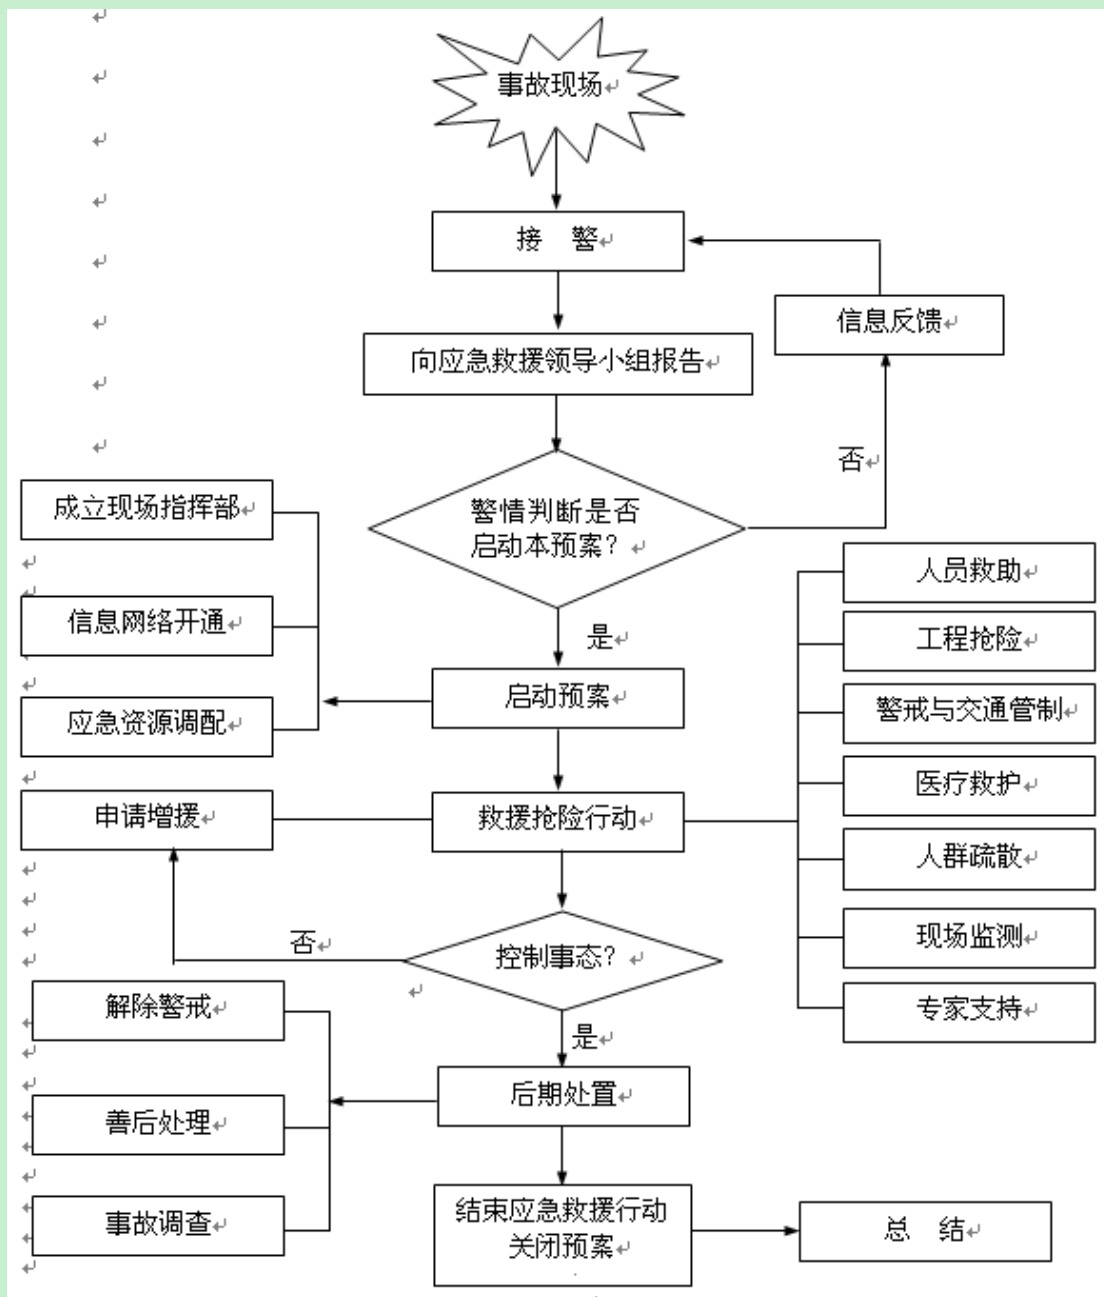 事故现场
接 警
信息反馈
向应急救援领导小组报告
否
警情判断是否
启动本预案？
成立现场指挥部
信息网络开通
应急资源调配
是
启动预案
人员救助
工程抢险
警戒与交通管制
医疗救护
人群疏散
现场监测
专家支持
申请增援
救援抢险行动
否
控制事态？
是
解除警戒
善后处理
事故调查
后期处置
结束应急救援行动
关闭预案
总 结